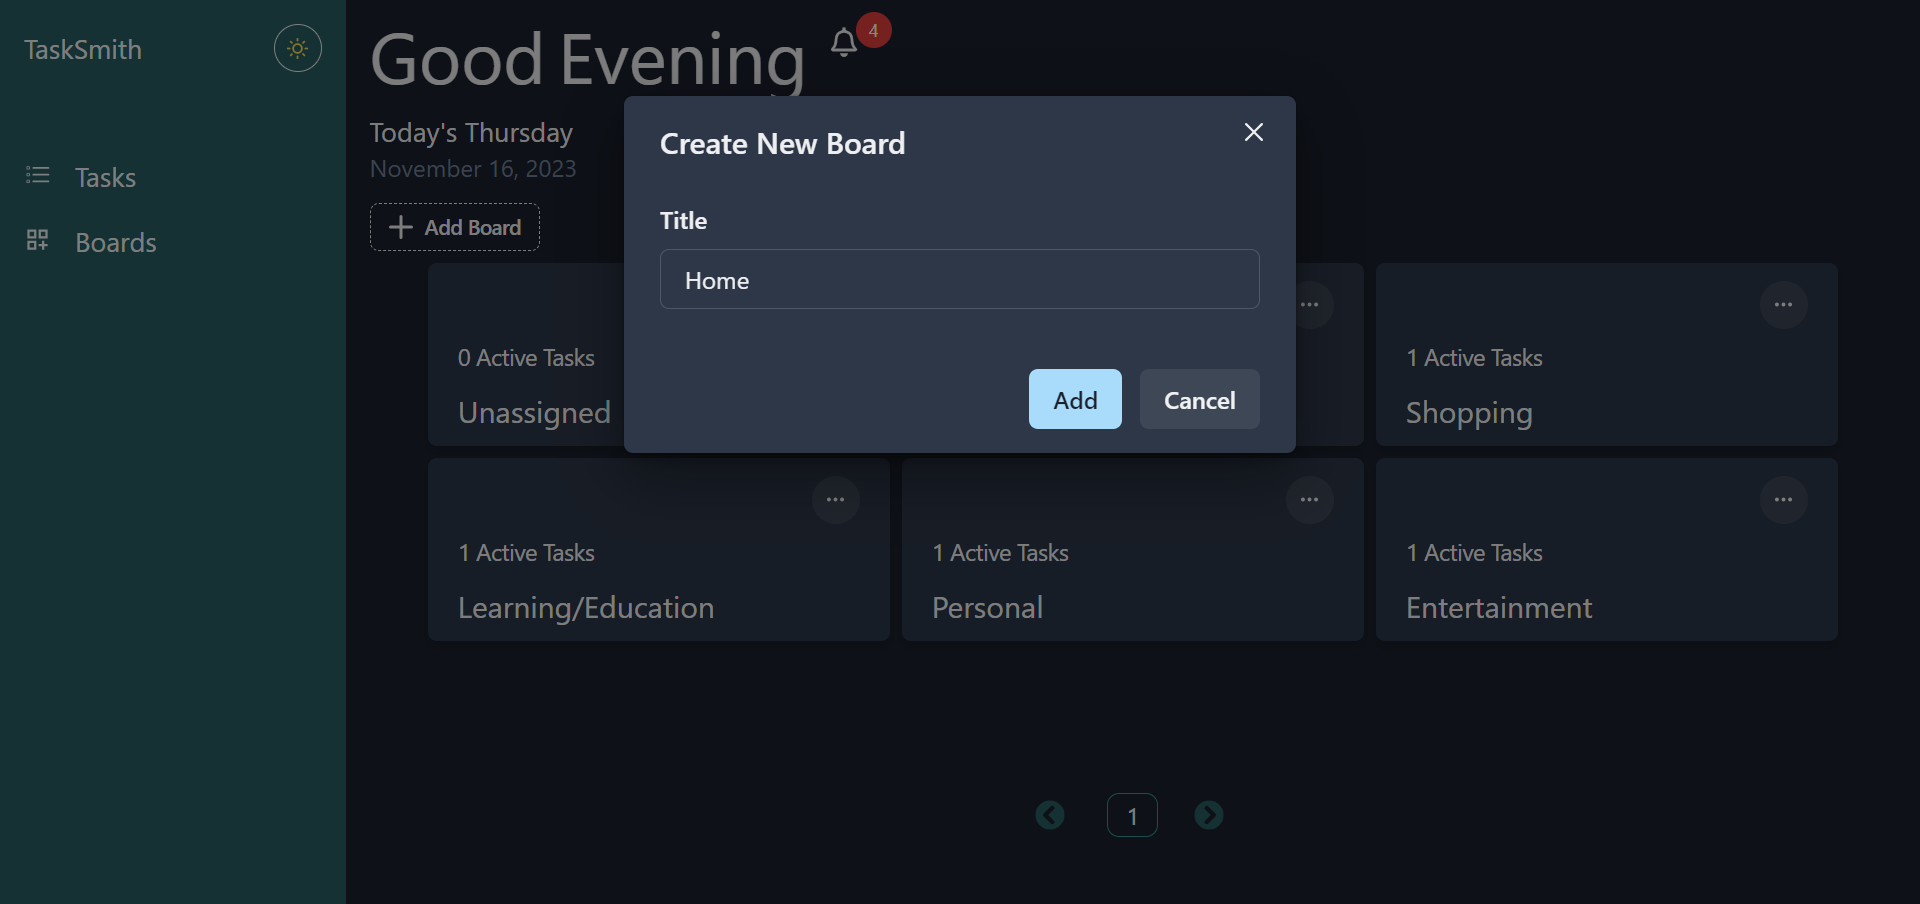 TaskSmith
Tasks
Boards
Good Evening
4
Today's Thursday
November 16, 2023
Add Board
Create New Board
Title
Home
Add
Cancel
0 Active Tasks
Unassigned
1 Active Tasks
Shopping
1 Active Tasks
Learning/Education
1 Active Tasks
Personal
1 Active Tasks
Entertainment
1